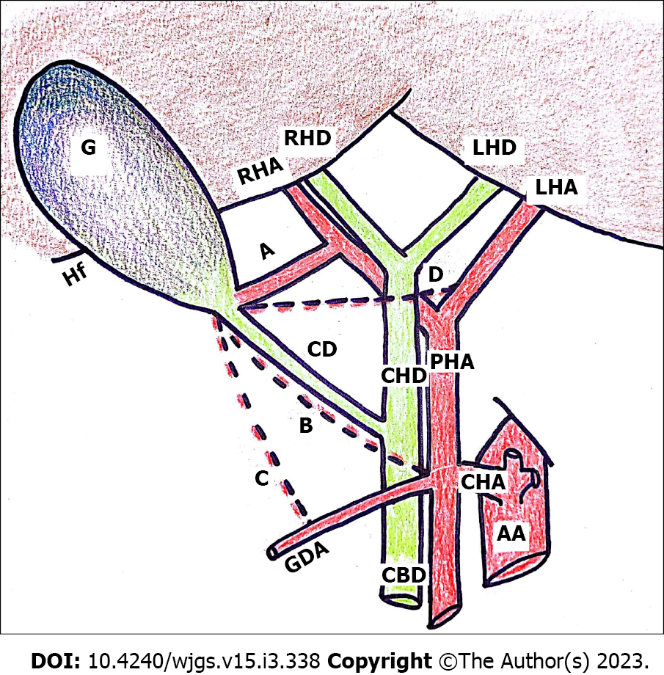 G
RHD
RHA
LHD
LHA
A
Hf
D
CD
PHA
CHD
B
C
CHA
AA
GDA
CBD
DOI: 10.4240/wjgs.v15.i3.338 Copyright ©The Author(s) 2023.